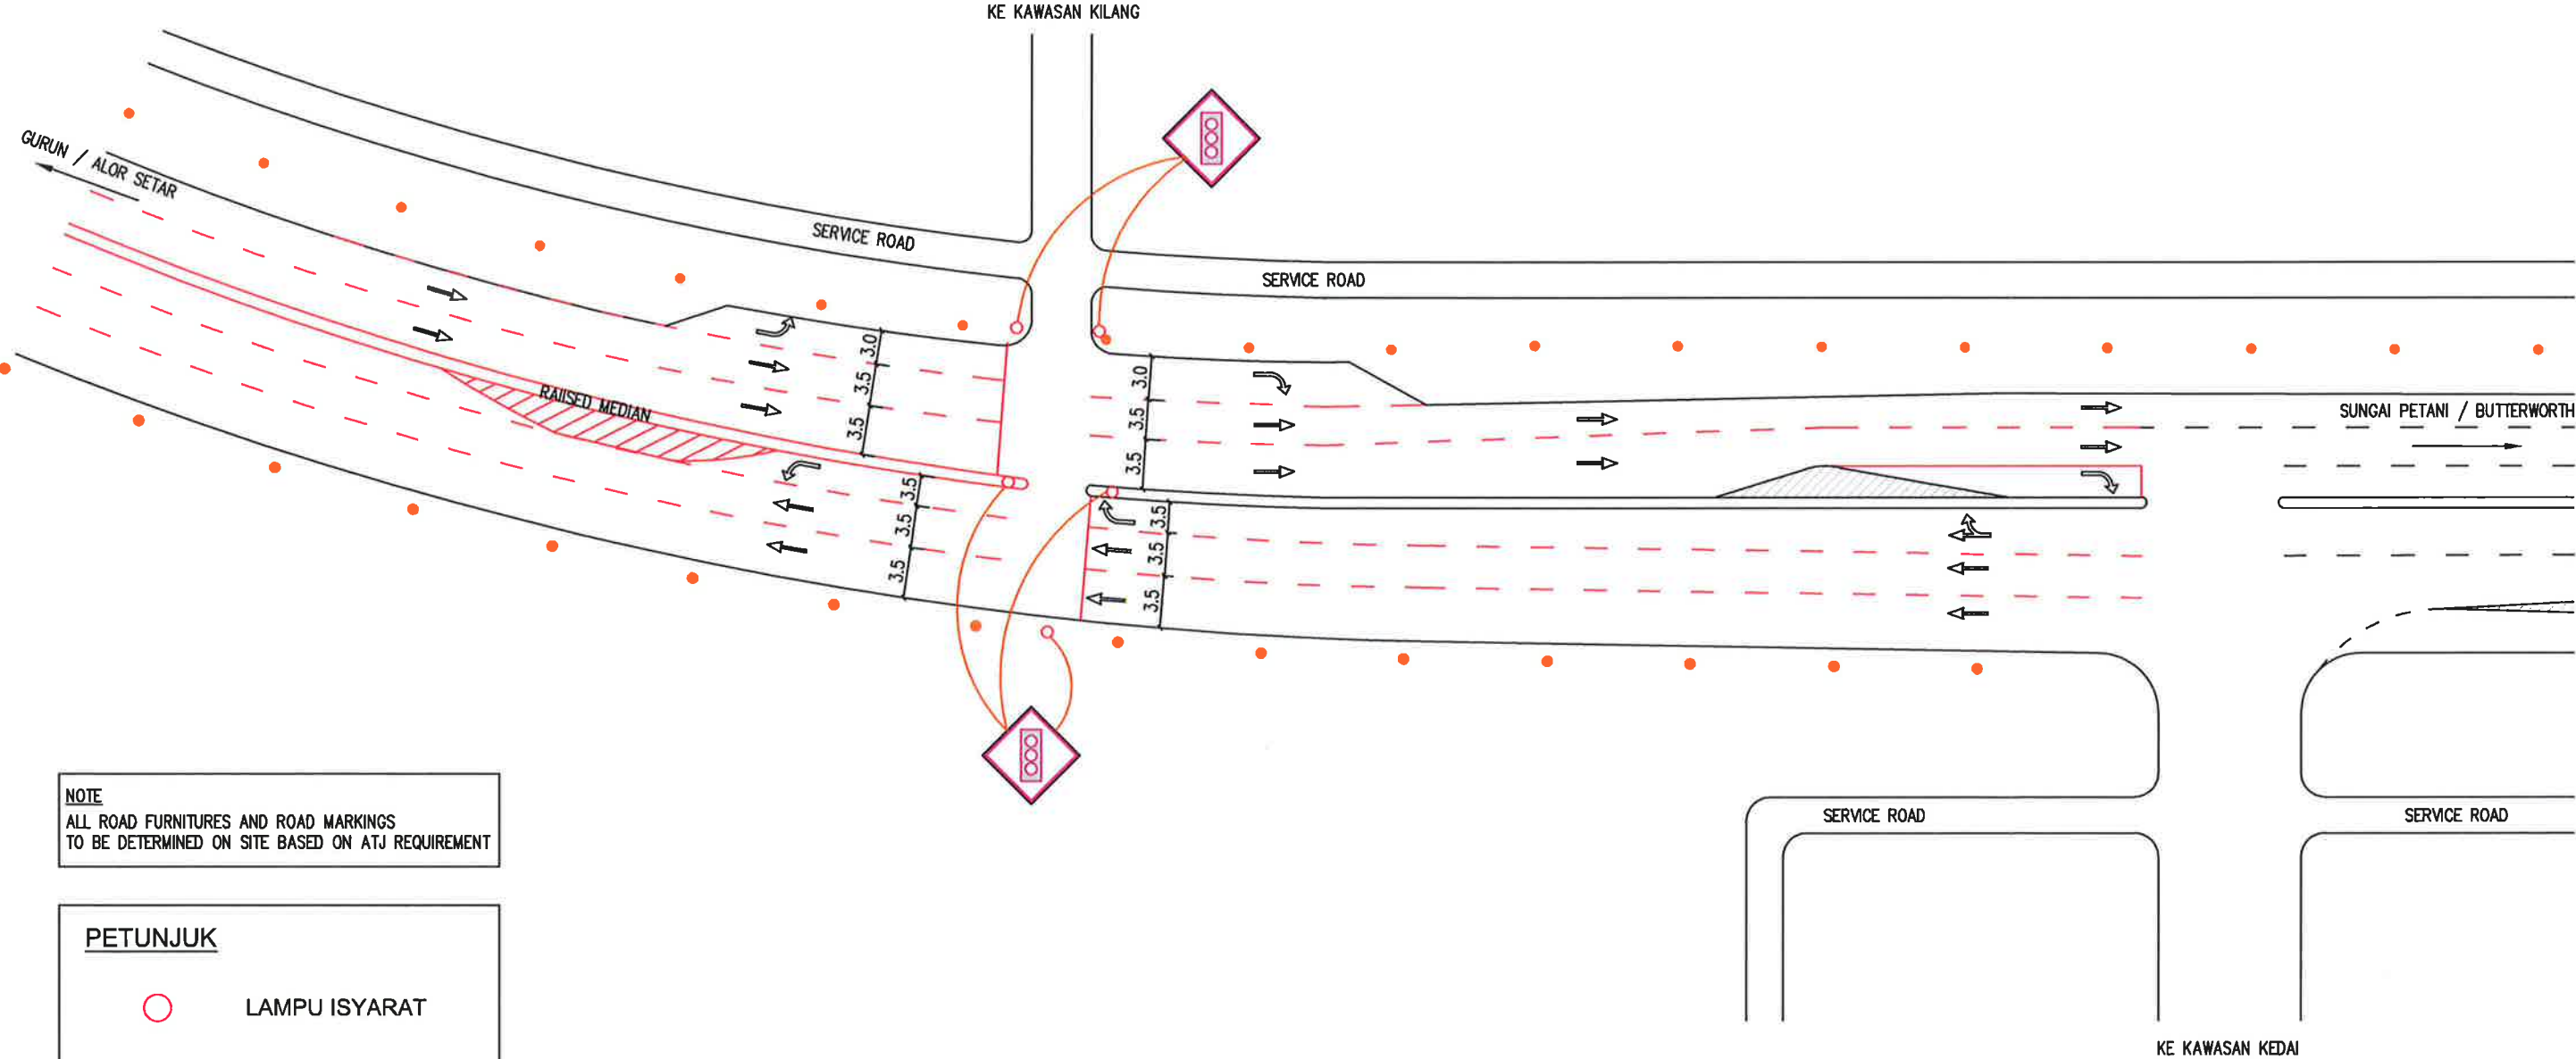 KE KAWASAN KILANG
GURUN / ALOR SETAR
SERVICE ROAD
SERVICE ROAD
3.0
3.5
3.5
3.0
3.5
3.5
RAIISED MEDIAN
SUNGAI PETANI / BUTTERWORTH
3.5
3.5
3.5
3.5
3.5
3.5
NOTE
ALL ROAD FURNITURES AND ROAD MARKINGS
TO BE DETERMINED ON SITE BASED ON ATJ REQUIREMENT
SERVICE ROAD
SERVICE ROAD
PETUNJUK
LAMPU ISYARAT
KE KAWASAN KEDAI